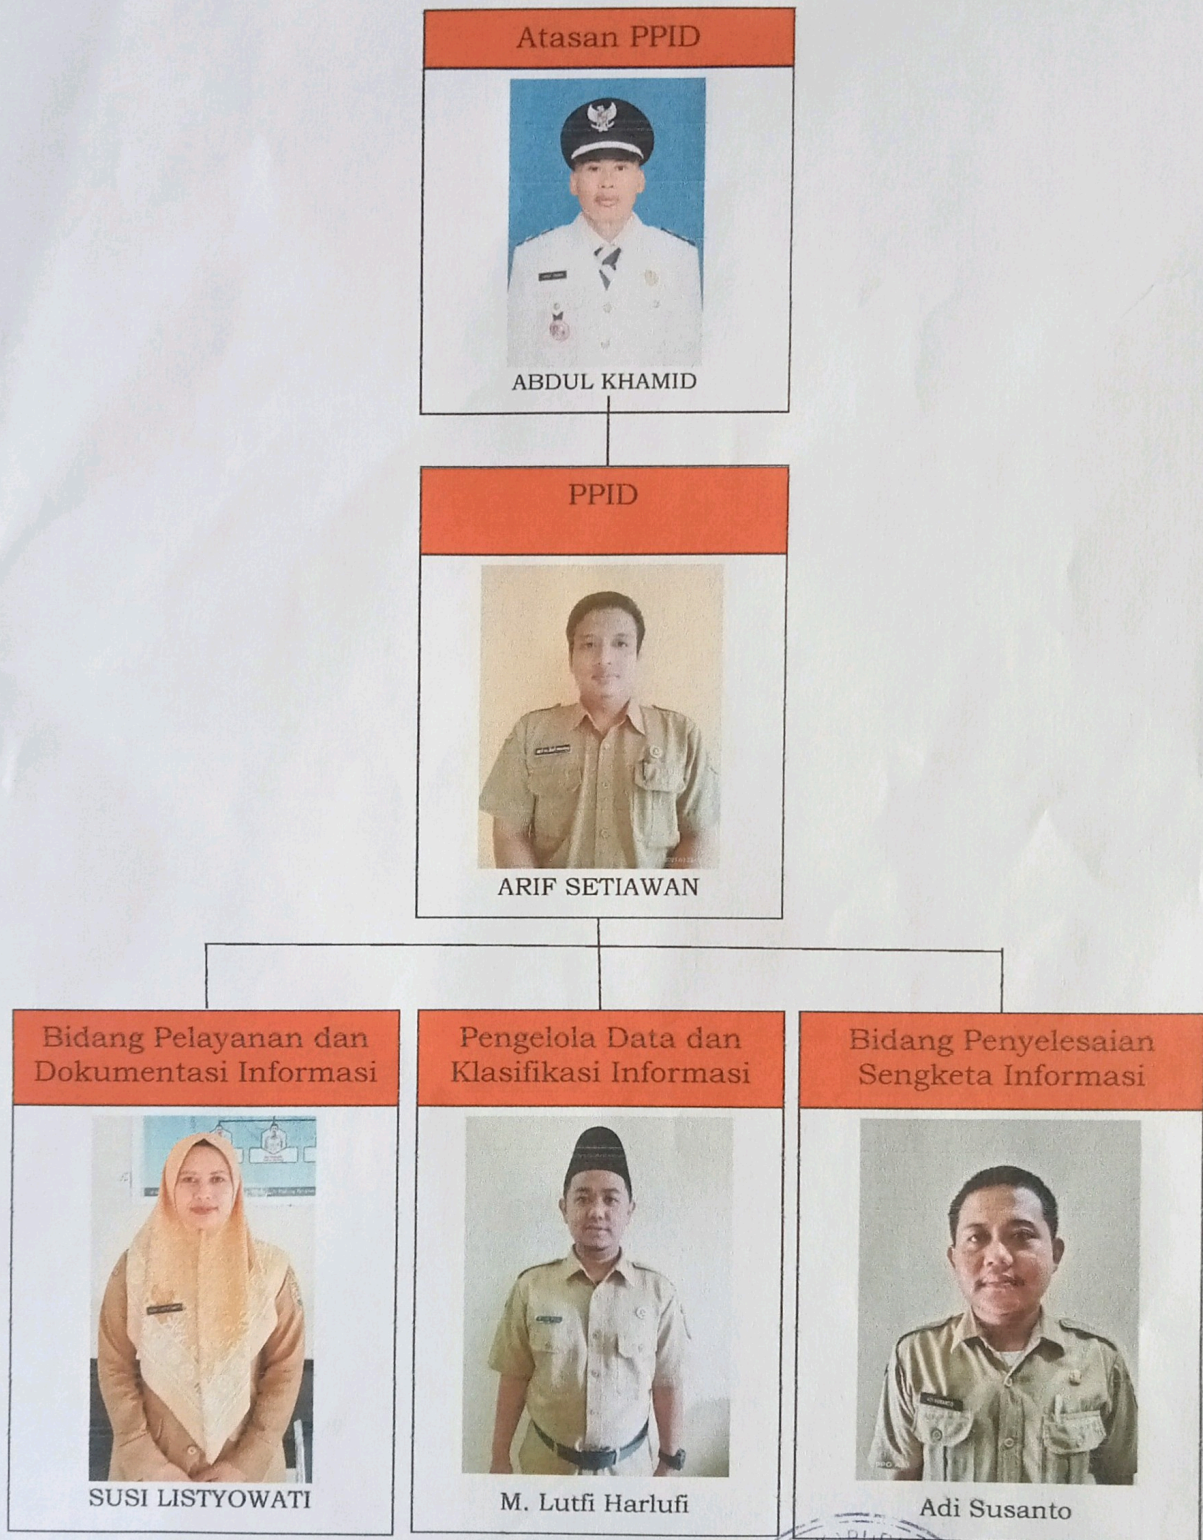 Atasan PPID
ABDUL KHAMID
PPID
ARIF SETIAWAN
Bidang Pelayanan dan
Dokumentasi Informasi
SUSI LISTYOWATI
Pengelola Data dan
Klasifikasi Informasi
M. Lutfi Harlufi
Bidang Penyelesaian
Sengketa Informasi
Adi Susanto